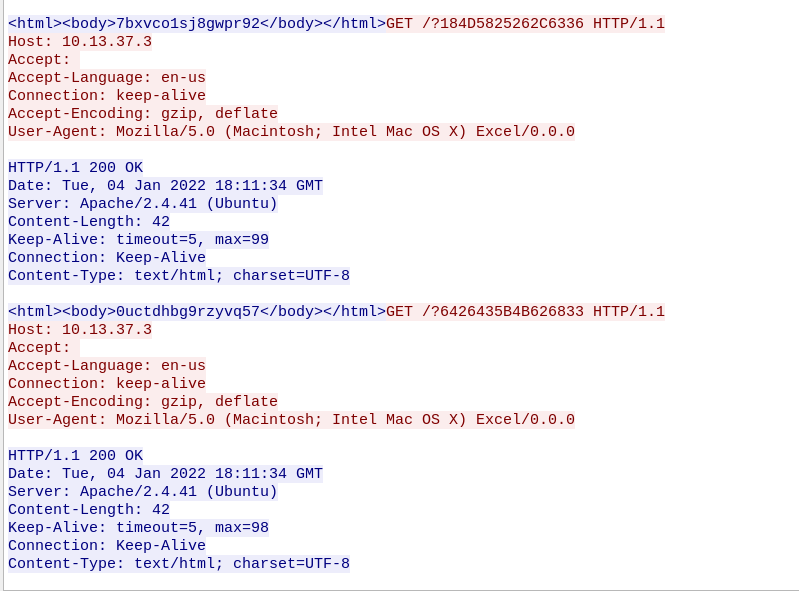 <html><body>7bxvco1sj8gwpr92</body></html>GET /?184D5825262C6336 HTTP/1.1
Host: 10.13.37.3
Accept:
Accept-Language: en-us
Connection: keep-alive
Accept-Encoding: gzip, deflate
User-Agent: Mozilla/5.0 (Macintosh; Intel Mac OS X) Excel/0.0.0
HTTP/1.1 200 OK
Date: Tue, 04 Jan 2022 18:11:34 GMT
Server: Apache/2.4.41 (Ubuntu)
Content-Length: 42
Keep-Alive: timeout=5, max=99
Connection: Keep-Alive
Content-Type: text/html; charset=UTF-8
<html><body>0uctdhbg9rzyvq57</body></html>GET /?6426435B4B626833 HTTP/1.1
Host: 10.13.37.3
Accept:
Accept-Language: en-us
Connection: keep-alive
Accept-Encoding: gzip, deflate
User-Agent: Mozilla/5.0 (Macintosh; Intel Mac OS X) Excel/0.0.0
HTTP/1.1 200 OK
Date: Tue, 04 Jan 2022 18:11:34 GMT
Server: Apache/2.4.41 (Ubuntu)
Content-Length: 42
Keep-Alive: timeout=5, max=98
Connection: Keep-Alive
Content-Type: text/html; charset=UTF-8